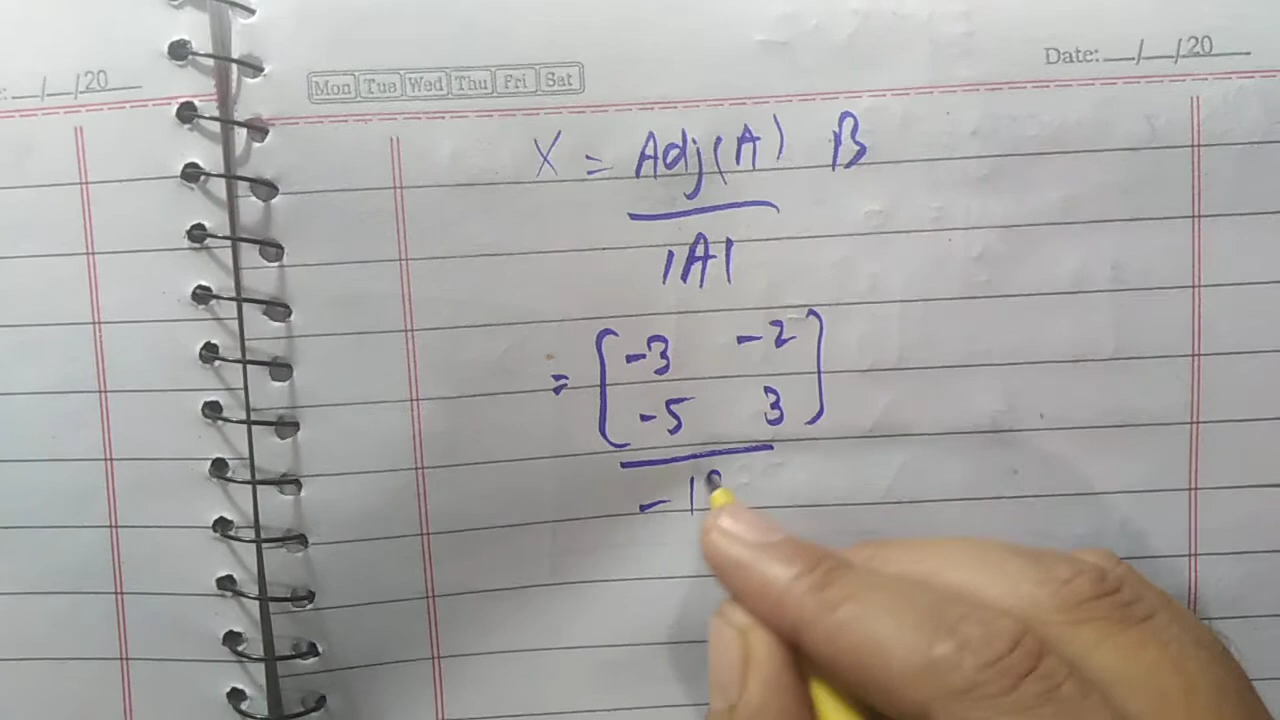 : / /20
Mon Tue Wed Thu Fri Sat
Date: / /20
X = Adj(A) B
|A|
= [-3 -2
-5 3]
-1